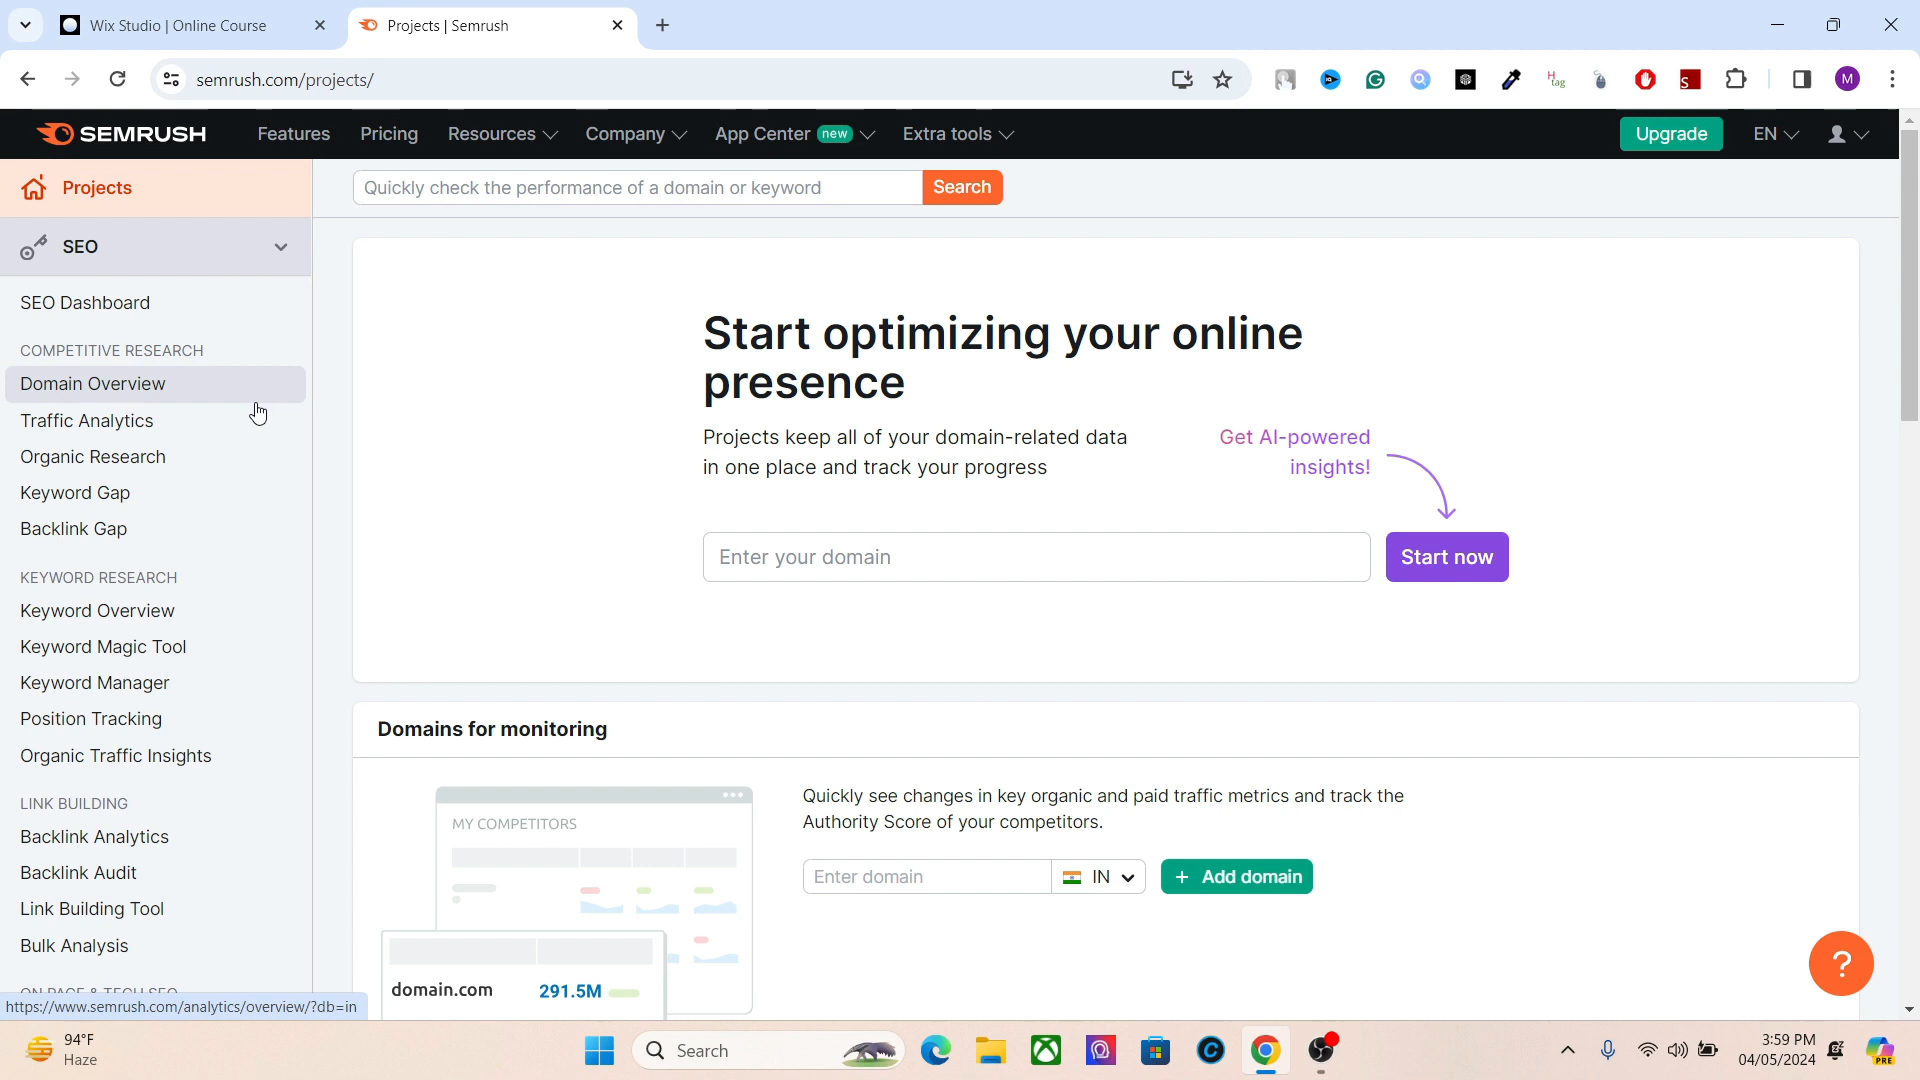 Wix Studio | Online Course
Projects | Semrush
semrush.com/projects/
H
tag
S
M
SEMRUSH
Features
Pricing
Resources
Company
App Center new
Extra tools
Upgrade
EN
Projects
Quickly check the performance of a domain or keyword
Search
SEO
SEO Dashboard
COMPETITIVE RESEARCH
Domain Overview
Traffic Analytics
Organic Research
Keyword Gap
Backlink Gap
KEYWORD RESEARCH
Keyword Overview
Keyword Magic Tool
Keyword Manager
Position Tracking
Organic Traffic Insights
LINK BUILDING
Backlink Analytics
Backlink Audit
Link Building Tool
Bulk Analysis
ON PAGE & TECH SEO
https://www.semrush.com/analytics/overview/?db=in
Start optimizing your online
presence
Projects keep all of your domain-related data
in one place and track your progress
Get AI-powered
insights!
Enter your domain
Start now
Domains for monitoring
MY COMPETITORS
domain.com 291.5M
Quickly see changes in key organic and paid traffic metrics and track the
Authority Score of your competitors.
Enter domain
IN
+ Add domain
?
94°F
Haze
Search
3:59 PM
04/05/2024
PRE